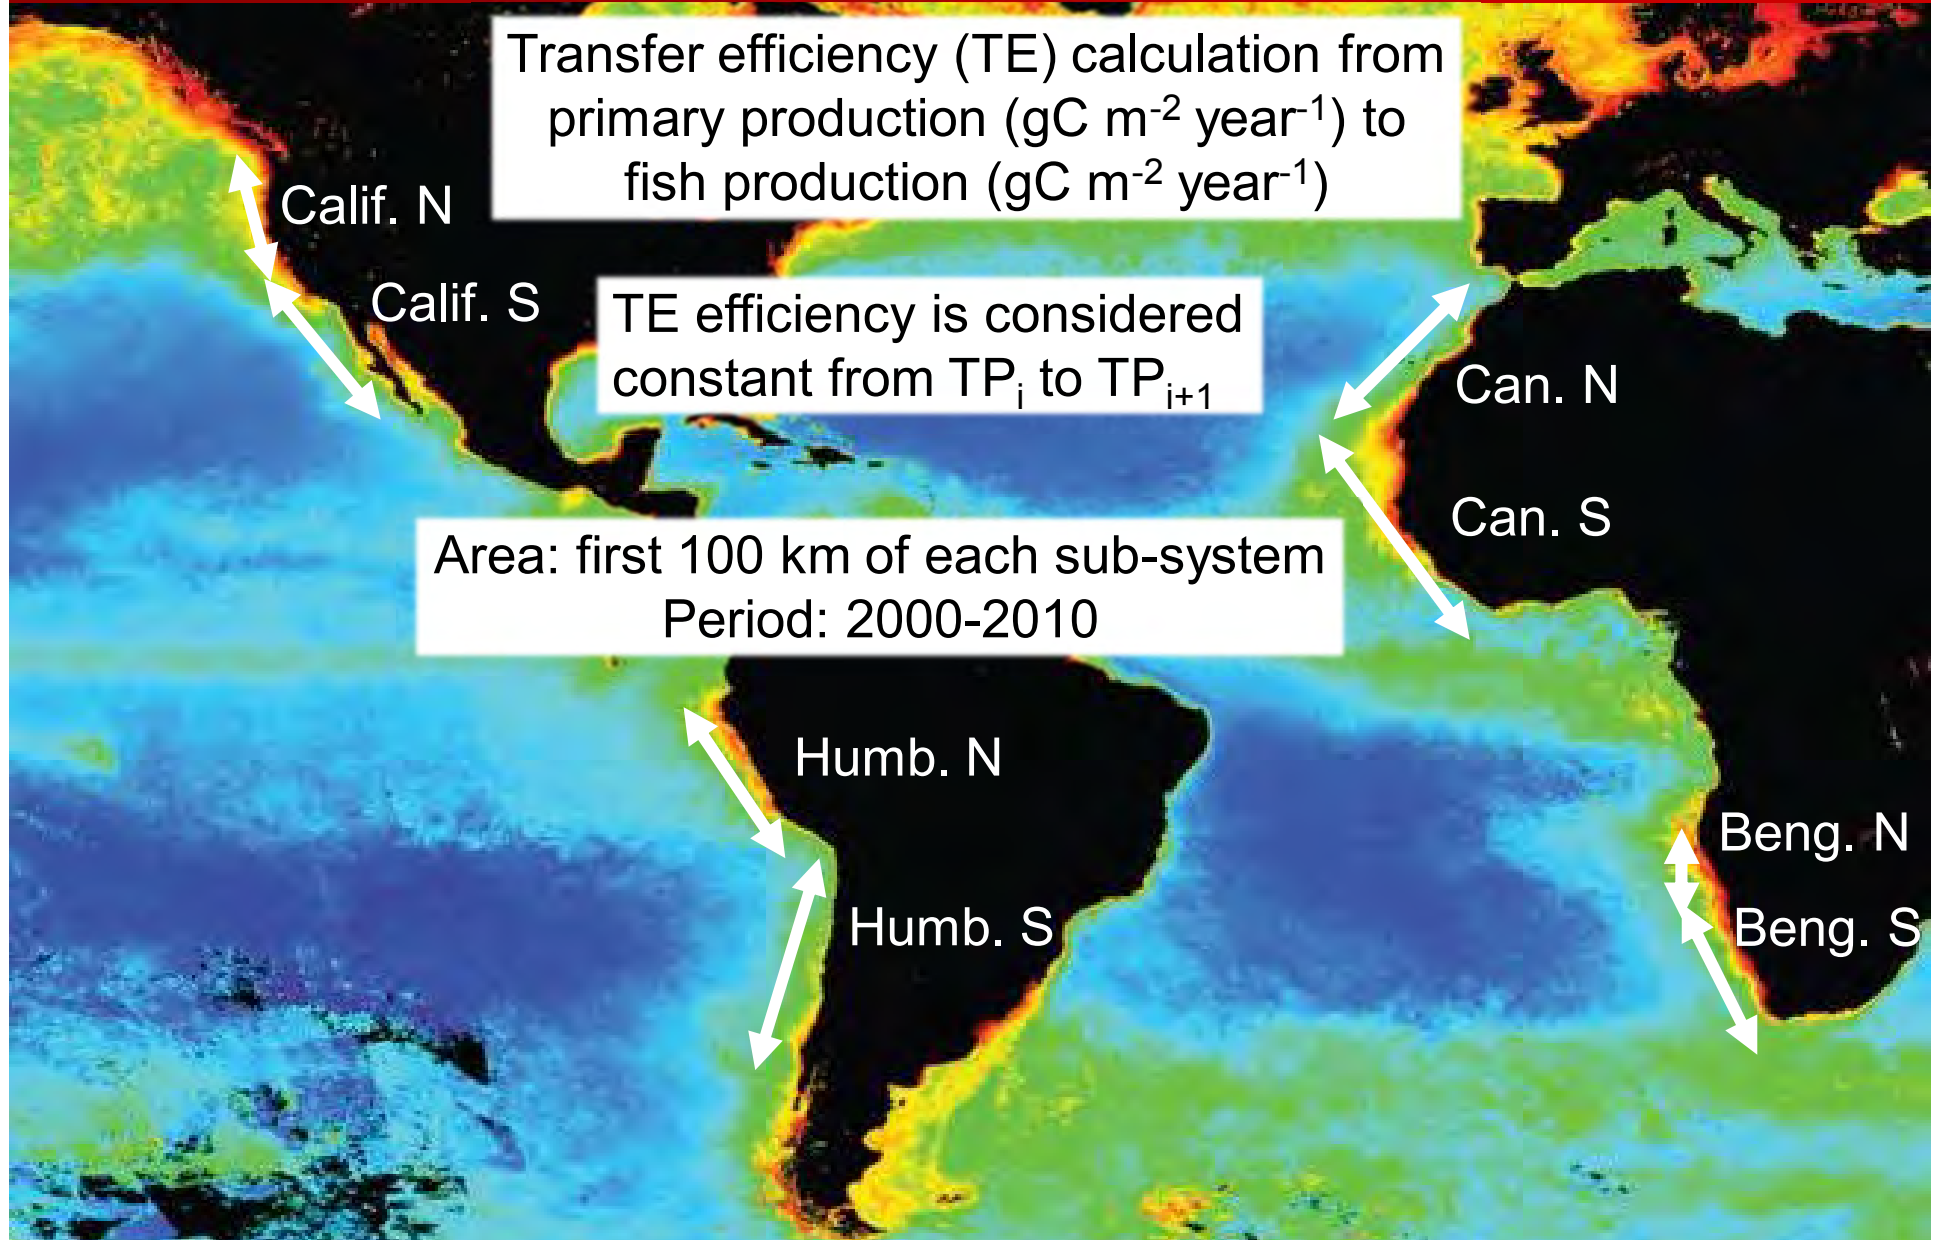 Transfer efficiency (TE) calculation from
primary production (gC m⁻² year⁻¹) to
fish production (gC m⁻² year⁻¹)
Calif. N
Calif. S
TE efficiency is considered
constant from TPᵢ to TPᵢ₊₁
Can. N
Can. S
Area: first 100 km of each sub-system
Period: 2000-2010
Humb. N
Humb. S
Beng. N
Beng. S